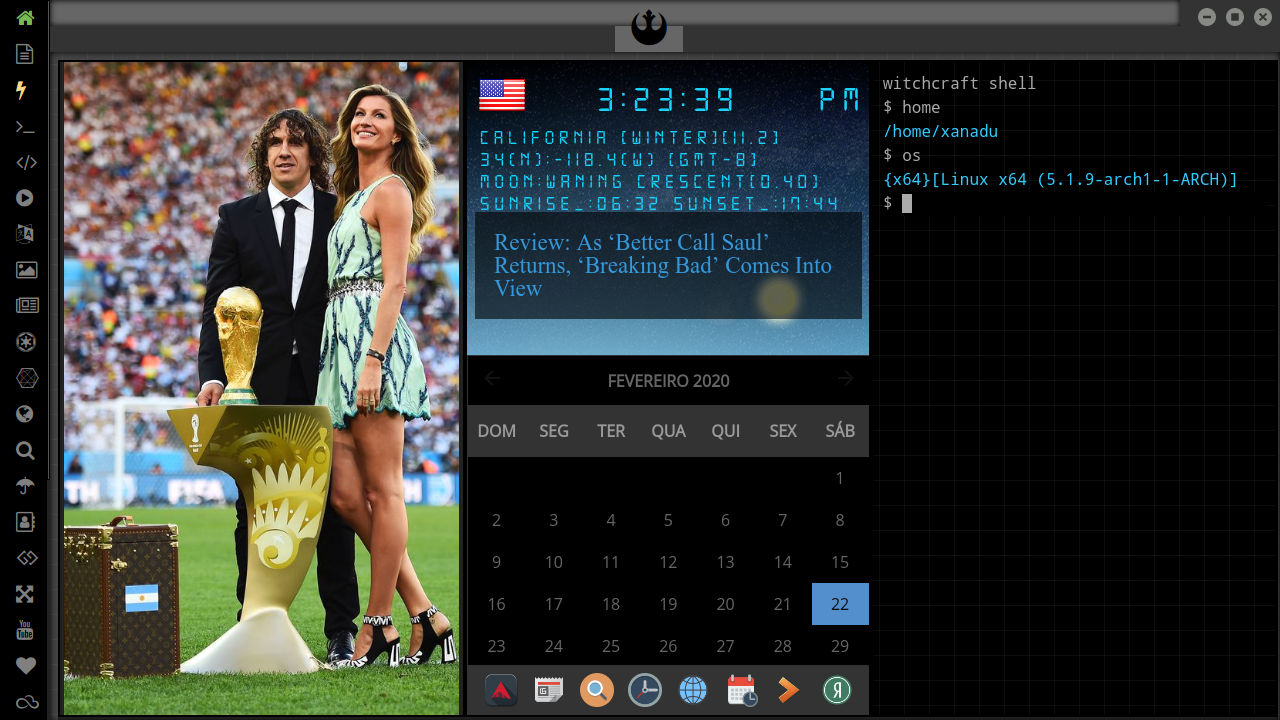 3:23:39 PM
CALIFORNIA [WINTER](11.2)
34(N):-118.4(W) [GMT-8]
MOON:WANING CRESCENT(0.40)
SUNRISE_:06:32 SUNSET_:17:44
Review: As ‘Better Call Saul’
Returns, ‘Breaking Bad’ Comes Into
View
FEVEREIRO 2020
DOM SEG TER QUA QUI SEX SÁB
1
2 3 4 5 6 7 8
9 10 11 12 13 14 15
16 17 18 19 20 21 22
23 24 25 26 27 28 29
witchcraft shell
$ home
/home/xanadu
$ os
{x64}[Linux x64 (5.1.9-arch1-1-ARCH)]
$
FIFA
You
Tube